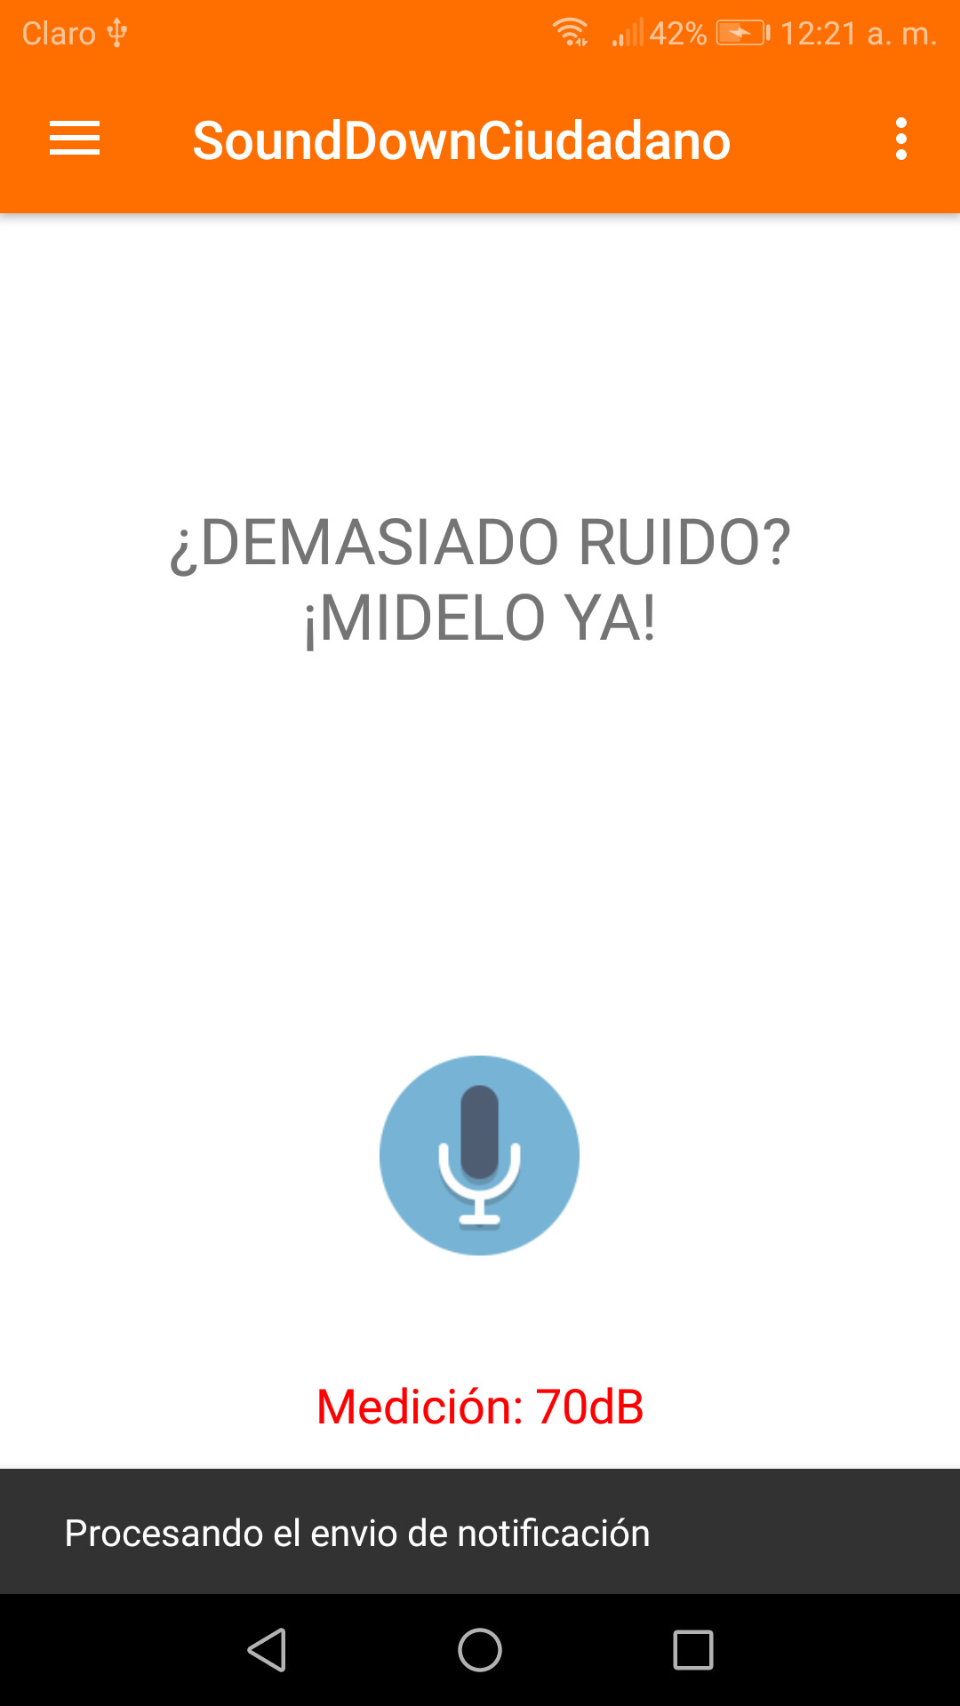 Claro 42% 12:21 a. m.
SoundDownCiudadano
¿DEMASIADO RUIDO?
¡MIDELO YA!
Medición: 70dB
Procesando el envio de notificación